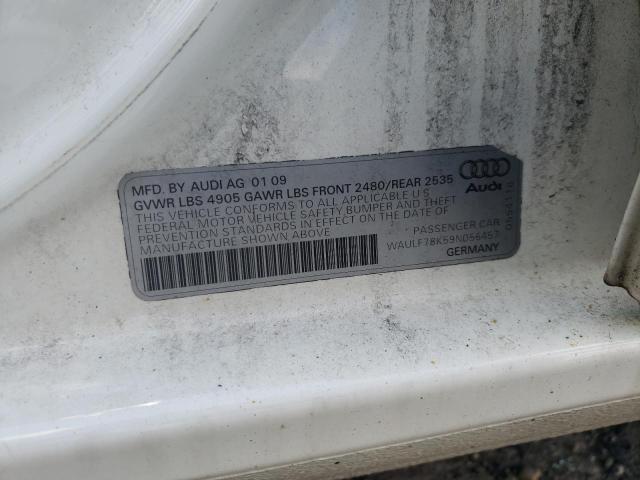 MFD. BY AUDI AG 01 09
GVWR LBS 4905 GAWR LBS FRONT 2480/REAR 2535
THIS VEHICLE CONFORMS TO ALL APPLICABLE U.S.
FEDERAL MOTOR VEHICLE SAFETY BUMPER AND THEFT
PREVENTION STANDARDS IN EFFECT ON THE DATE OF
MANUFACTURE SHOWN ABOVE.
Audi
PASSENGER CAR
WAULF78K59N056457
GERMANY